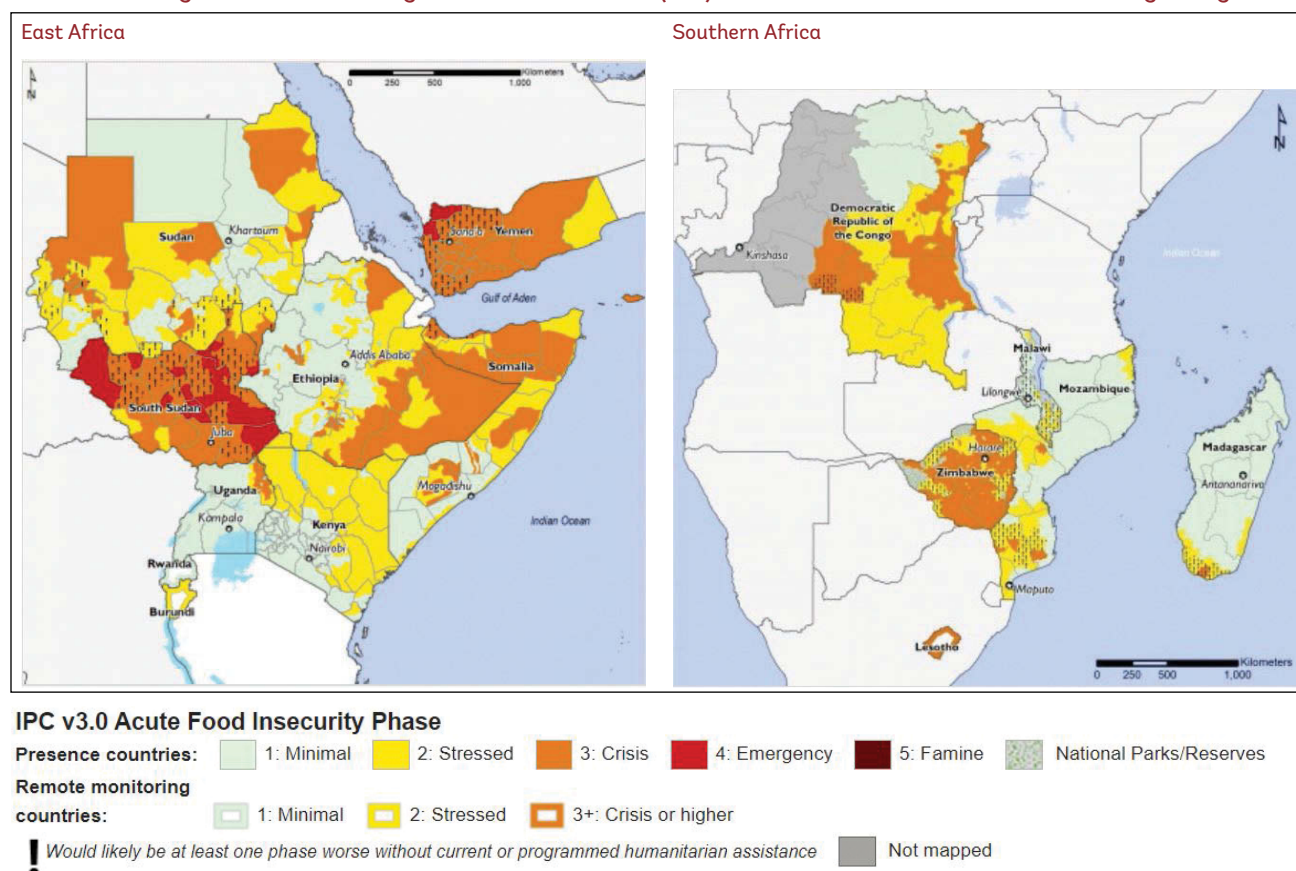 East Africa
Southern Africa
N
Kilometers
0 250 500 1,000
Sudan
Khartoum
Sana'a
Yemen
Gulf of Aden
Addis Ababa
Ethiopia
Somalia
South Sudan
Juba
Uganda
Kampala
Mogadishu
Kenya
Nairobi
Indian Ocean
Rwanda
Burundi
N
Democratic
Republic of
the Congo
Kinshasa
Indian Ocean
Malawi
Lilongwe
Mozambique
Harare
Zimbabwe
Madagascar
Antananarivo
Maputo
Lesotho
Kilometers
0 250 500 1,000
IPC v3.0 Acute Food Insecurity Phase
Presence countries: 1: Minimal 2: Stressed 3: Crisis 4: Emergency 5: Famine National Parks/Reserves
Remote monitoring
countries: 1: Minimal 2: Stressed 3+: Crisis or higher
! Would likely be at least one phase worse without current or programmed humanitarian assistance Not mapped